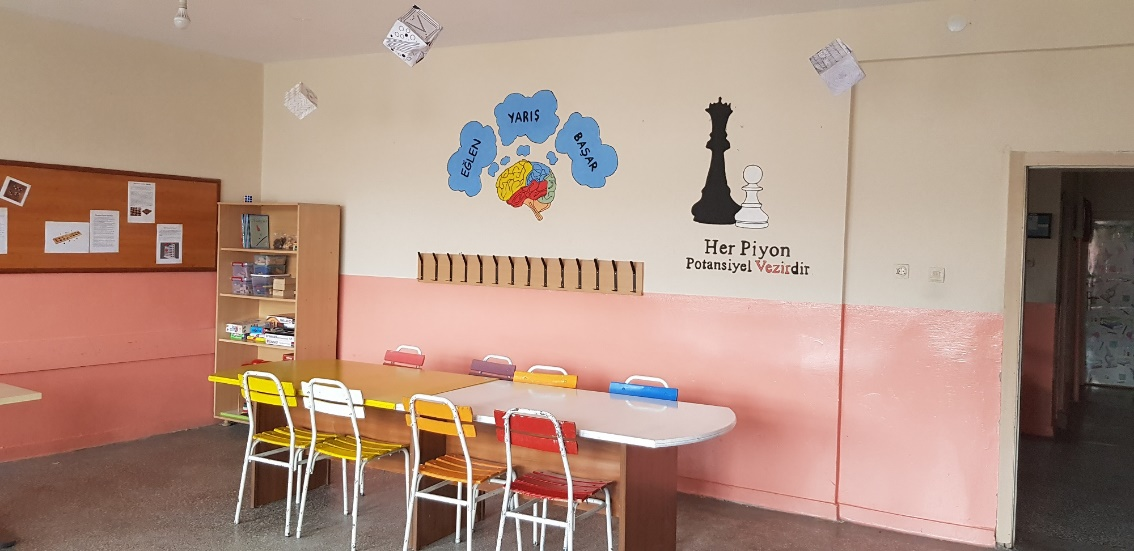 EĞLEN
YARIŞ
BAŞAR
Her Piyon
Potansiyel Vezirdir